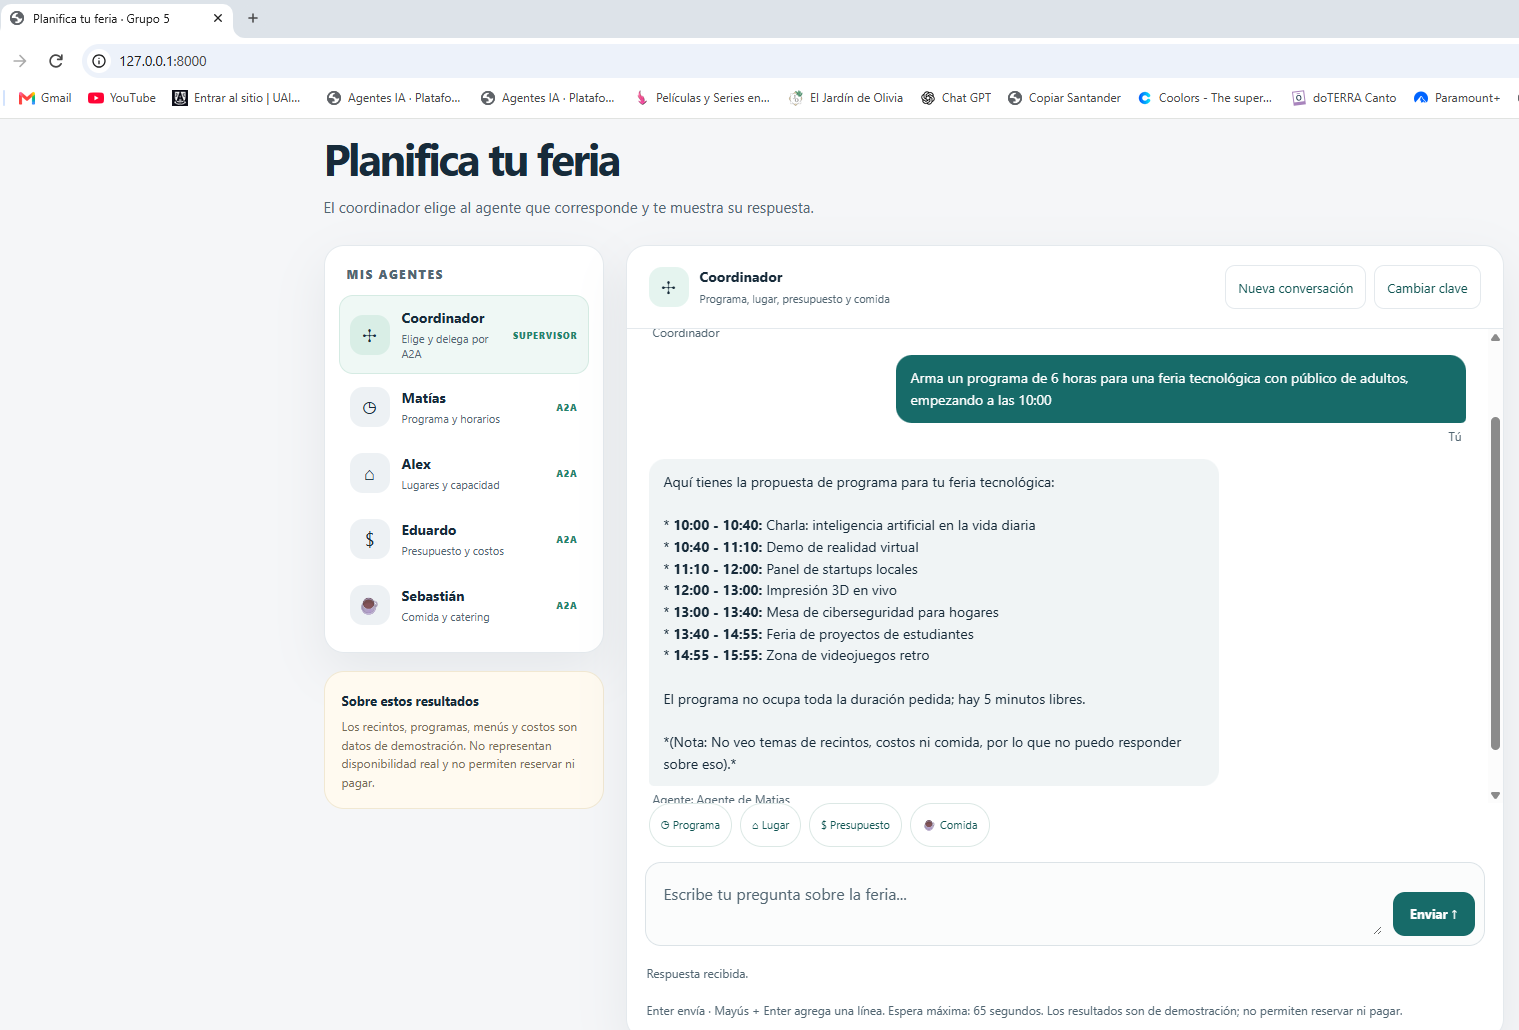 Planifica tu feria · Grupo 5
127.0.0.1:8000
Gmail
YouTube
Entrar al sitio | UAI...
Agentes IA · Platafo...
Agentes IA · Platafo...
Películas y Series en...
El Jardín de Olivia
Chat GPT
Copiar Santander
Coolors - The super...
doTERRA Canto
Paramount+
Planifica tu feria
El coordinador elige al agente que corresponde y te muestra su respuesta.
MIS AGENTES
Coordinador
Elige y delega por
A2A
SUPERVISOR
Matías
Programa y horarios
A2A
Alex
Lugares y capacidad
A2A
$
Eduardo
Presupuesto y costos
A2A
Sebastián
Comida y catering
A2A
Sobre estos resultados
Los recintos, programas, menús y costos son
datos de demostración. No representan
disponibilidad real y no permiten reservar ni
pagar.
Coordinador
Programa, lugar, presupuesto y comida
Nueva conversación
Cambiar clave
Coordinador
Arma un programa de 6 horas para una feria tecnológica con público de adultos,
empezando a las 10:00
Tú
Aquí tienes la propuesta de programa para tu feria tecnológica:
* 10:00 - 10:40: Charla: inteligencia artificial en la vida diaria
* 10:40 - 11:10: Demo de realidad virtual
* 11:10 - 12:00: Panel de startups locales
* 12:00 - 13:00: Impresión 3D en vivo
* 13:00 - 13:40: Mesa de ciberseguridad para hogares
* 13:40 - 14:55: Feria de proyectos de estudiantes
* 14:55 - 15:55: Zona de videojuegos retro
El programa no ocupa toda la duración pedida; hay 5 minutos libres.
*(Nota: No veo temas de recintos, costos ni comida, por lo que no puedo responder
sobre eso).*
Agente: Agente de Matias
Programa
Lugar
$ Presupuesto
Comida
Escribe tu pregunta sobre la feria...
Enviar ↑
Respuesta recibida.
Enter envía · Mayús + Enter agrega una línea. Espera máxima: 65 segundos. Los resultados son de demostración; no permiten reservar ni pagar.